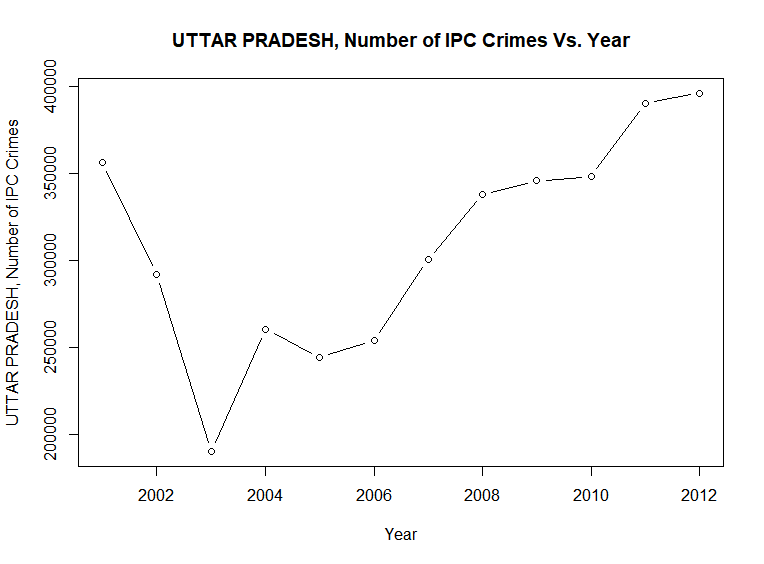 UTTAR PRADESH, Number of IPC Crimes Vs. Year
UTTAR PRADESH, Number of IPC Crimes
400000
350000
300000
250000
200000
2002 2004 2006 2008 2010 2012
Year